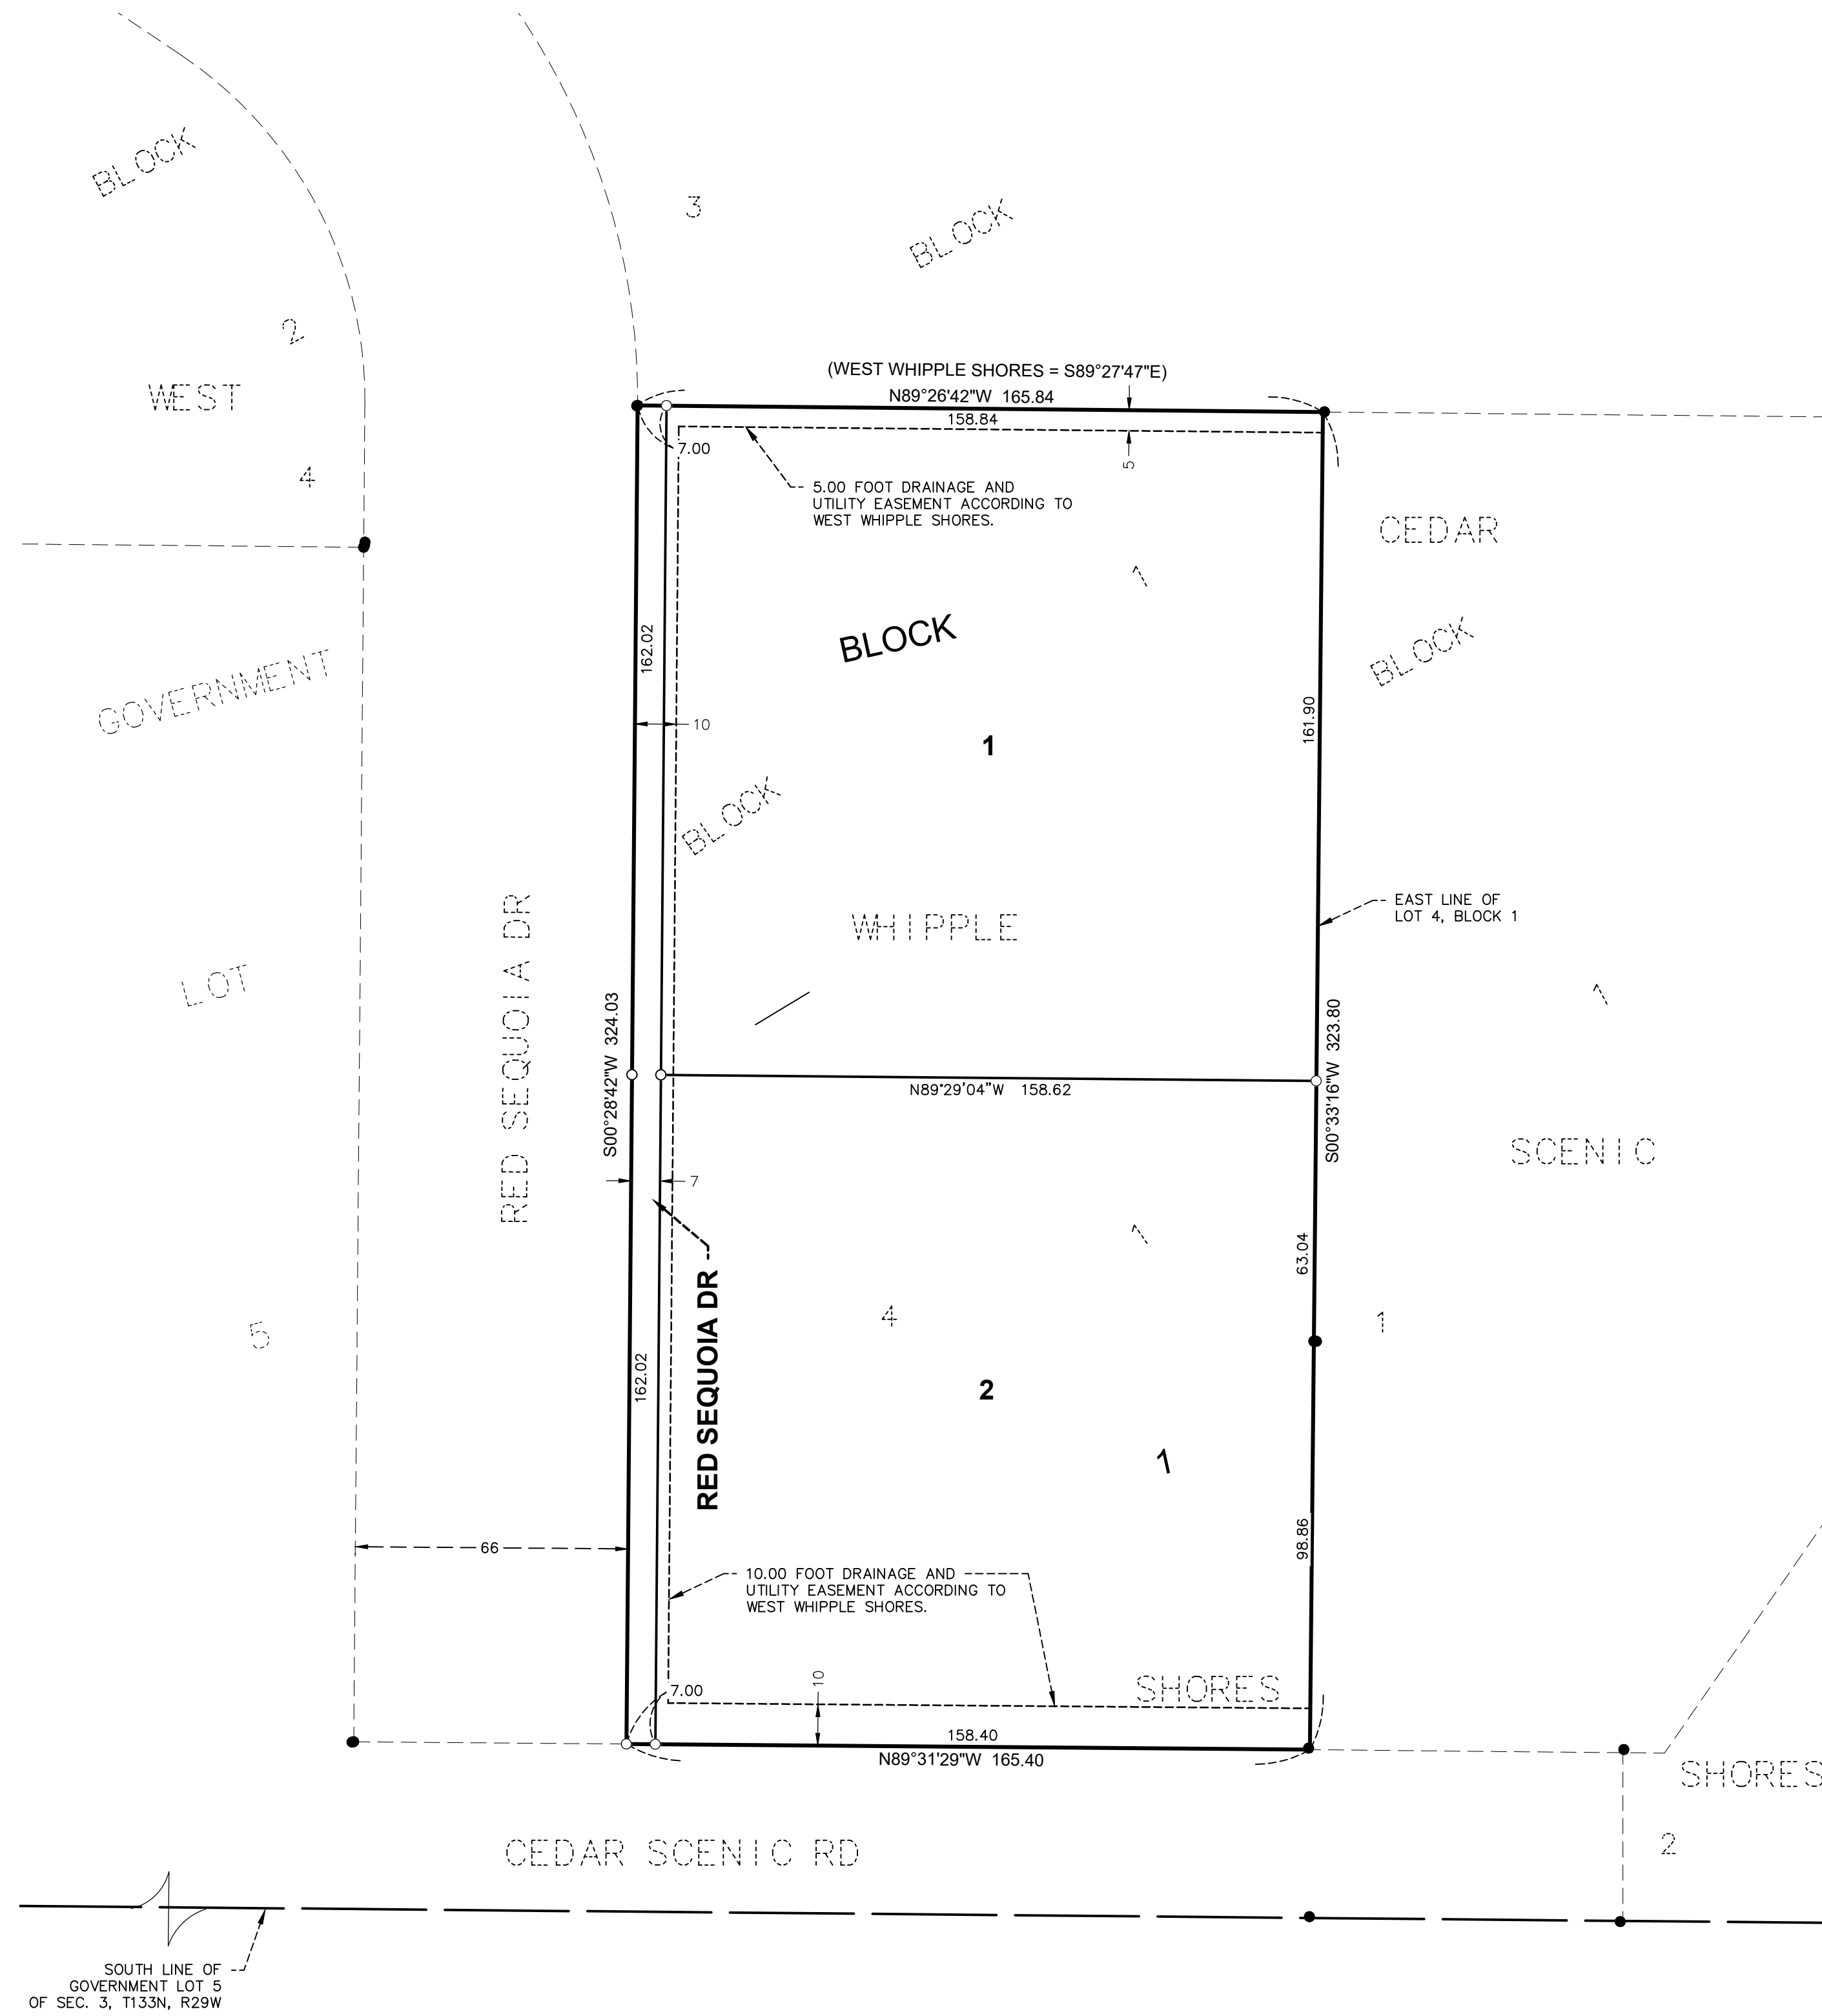 BLOCK
3
BLOCK
2
WEST
4
(WEST WHIPPLE SHORES = S89°27'47"E)
N89°26'42"W 165.84
158.84
7.00
5
5.00 FOOT DRAINAGE AND
UTILITY EASEMENT ACCORDING TO
WEST WHIPPLE SHORES.
CEDAR
1
BLOCK
162.02
BLOCK
GOVERNMENT
10
1
161.90
BLOCK
EAST LINE OF
LOT 4, BLOCK 1
WHIPPLE
RED SEQUOIA DR
LOT
1
S00°28'42"W 324.03
S00°33'16"W 323.80
N89°29'04"W 158.62
SCENIC
7
1
63.04
RED SEQUOIA DR
4
1
5
162.02
2
1
98.86
66
10.00 FOOT DRAINAGE AND
UTILITY EASEMENT ACCORDING TO
WEST WHIPPLE SHORES.
7.00
10
SHORES
158.40
N89°31'29"W 165.40
SHORES
CEDAR SCENIC RD
2
SOUTH LINE OF
GOVERNMENT LOT 5
OF SEC. 3, T133N, R29W